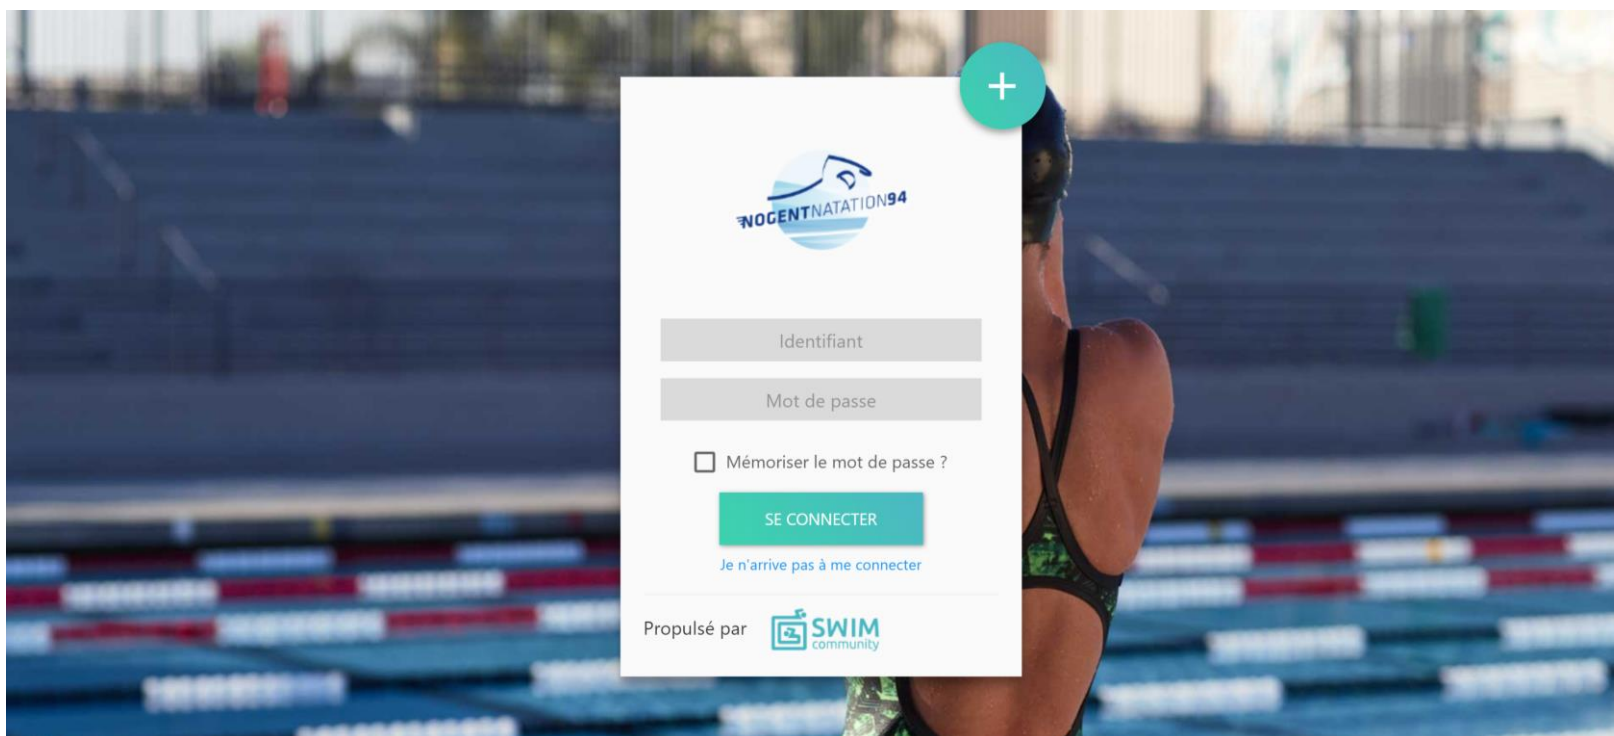 NOGENTNATATION94
Identifiant
Mot de passe
Mémoriser le mot de passe ?
SE CONNECTER
Je n'arrive pas à me connecter
Propulsé par
SWIM
community